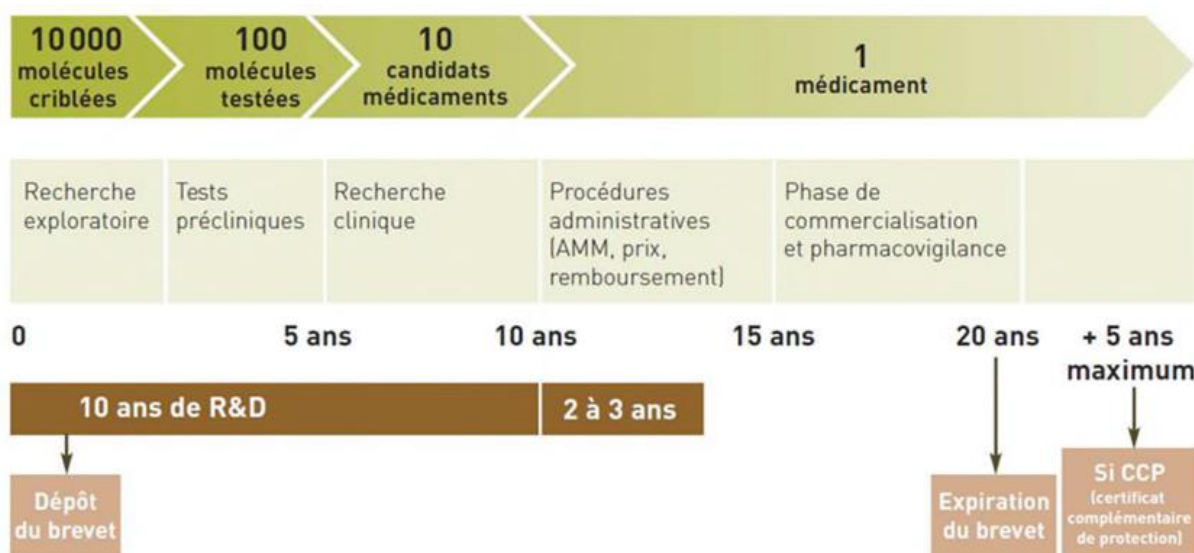 10 000
molécules
criblées
100
molécules
testées
10
candidats
médicaments
1
médicament
Recherche
exploratoire
Tests
précliniques
Recherche
clinique
Procédures
administratives
(AMM, prix,
remboursement)
Phase de
commercialisation
et pharmacovigilance
0
5 ans
10 ans
15 ans
20 ans
+ 5 ans
maximum
10 ans de R&D
2 à 3 ans
Dépôt
du brevet
Expiration
du brevet
Si CCP
(certificat
complémentaire
de protection)